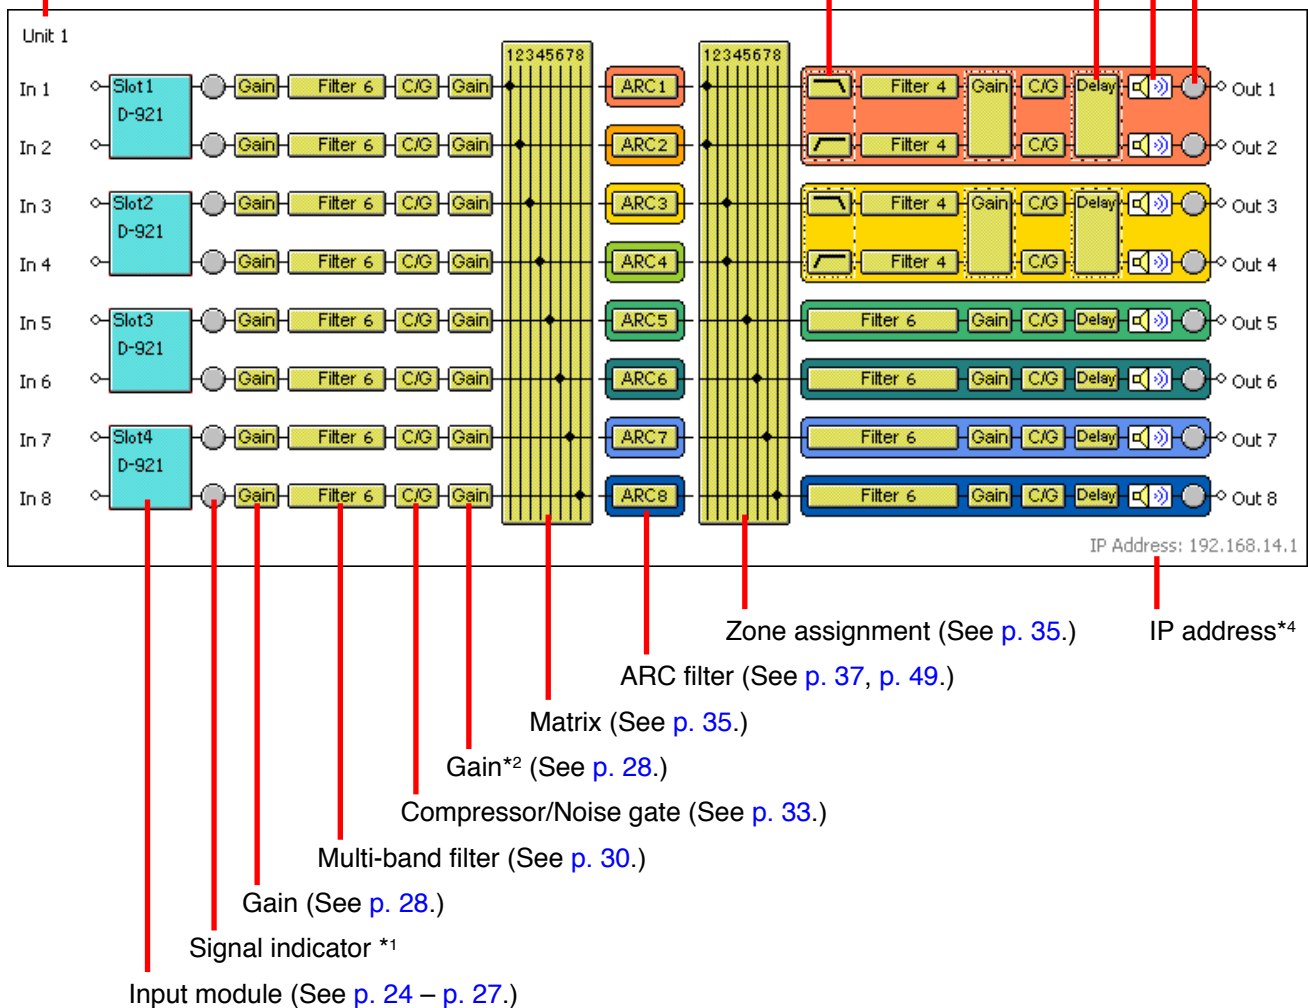 Unit 1
12345678 12345678
In 1 Slot1 Gain Filter 6 C/G Gain ARC1 Filter 4 Gain C/G Delay Out 1
D-921
In 2 Gain Filter 6 C/G Gain ARC2 Filter 4 C/G Out 2
In 3 Slot2 Gain Filter 6 C/G Gain ARC3 Filter 4 Gain C/G Delay Out 3
D-921
In 4 Gain Filter 6 C/G Gain ARC4 Filter 4 C/G Out 4
In 5 Slot3 Gain Filter 6 C/G Gain ARC5 Filter 6 Gain C/G Delay Out 5
D-921
In 6 Gain Filter 6 C/G Gain ARC6 Filter 6 Gain C/G Delay Out 6
In 7 Slot4 Gain Filter 6 C/G Gain ARC7 Filter 6 Gain C/G Delay Out 7
D-921
In 8 Gain Filter 6 C/G Gain ARC8 Filter 6 Gain C/G Delay Out 8
IP Address: 192.168.14.1
Zone assignment (See p. 35.) IP address*4
ARC filter (See p. 37, p. 49.)
Matrix (See p. 35.)
Gain*2 (See p. 28.)
Compressor/Noise gate (See p. 33.)
Multi-band filter (See p. 30.)
Gain (See p. 28.)
Signal indicator *1
Input module (See p. 24 – p. 27.)